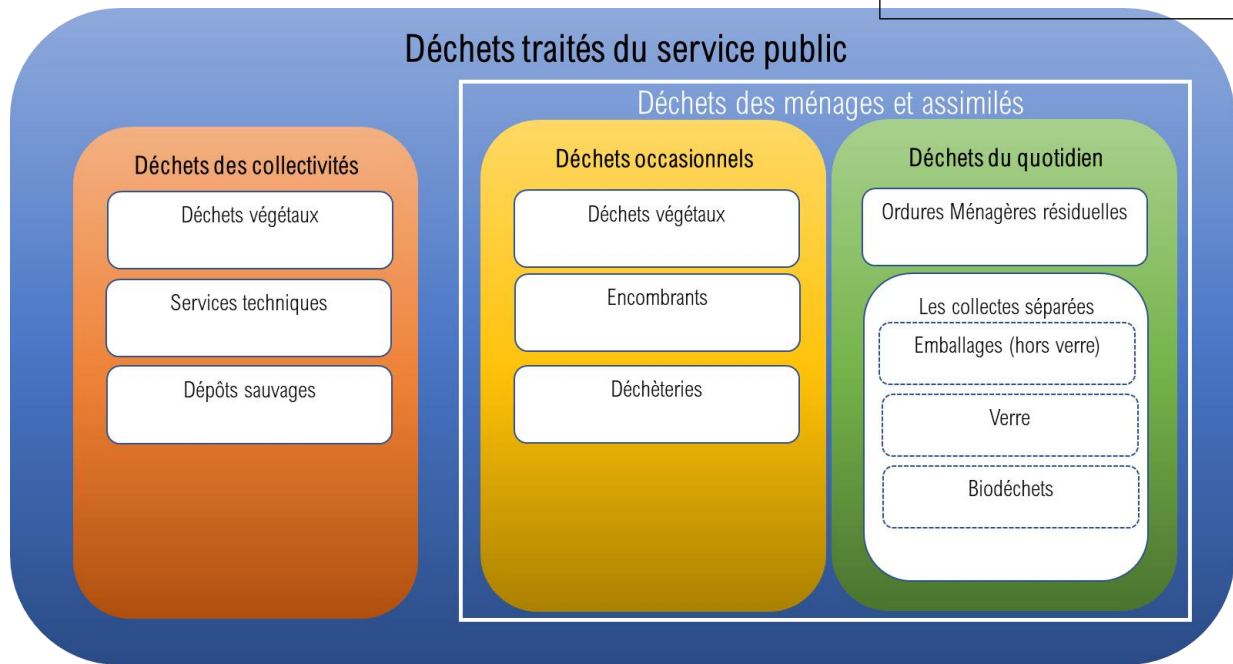 Déchets traités du service public
Déchets des ménages et assimilés
Déchets des collectivités
Déchets végétaux
Services techniques
Dépôts sauvages
Déchets occasionnels
Déchets végétaux
Encombrants
Déchèteries
Déchets du quotidien
Ordures Ménagères résiduelles
Les collectes séparées
Emballages (hors verre)
Verre
Biodéchets